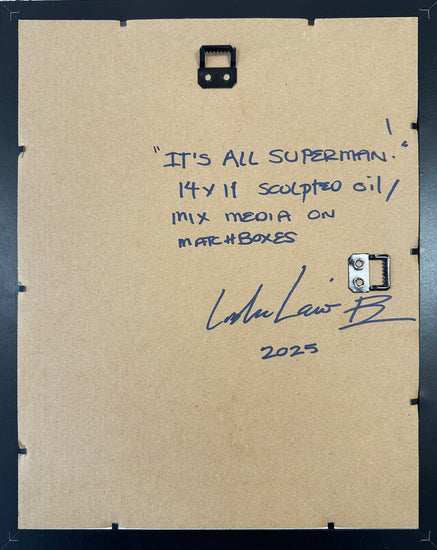 "IT'S ALL SUPERMAN!"
14x11 SCULPTED OIL/
MIX MEDIA ON
MATCHBOXES
2025